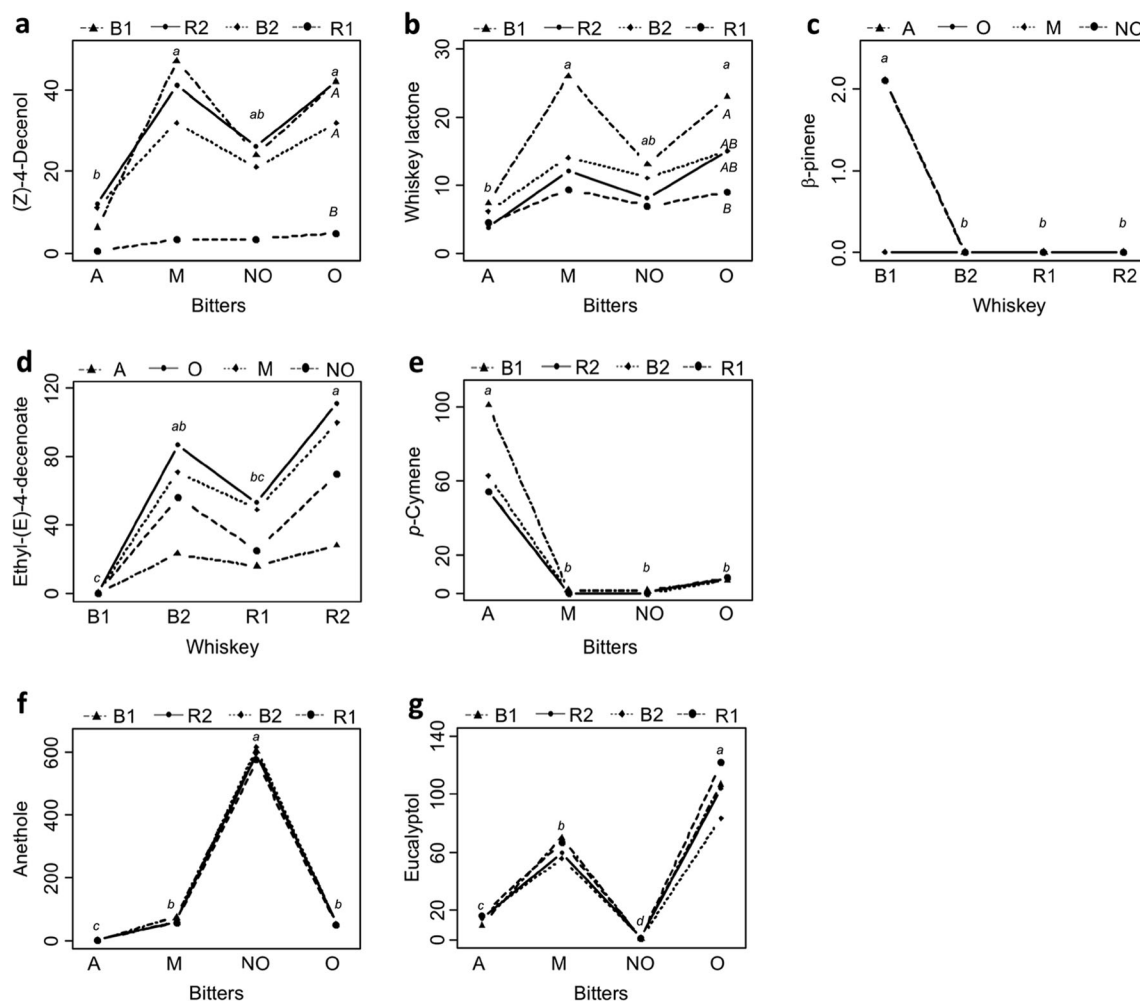 a
B1 R2 B2 R1
(Z)-4-Decenol
0 20 40
b
a
ab
a
A
A
B
A M NO O
Bitters
b
B1 R2 B2 R1
Whiskey lactone
0 10 20 30
b
a
ab
a
A
AB
AB
B
A M NO O
Bitters
c
A O M NO
β-pinene
0.0 1.0 2.0
a
b b b
B1 B2 R1 R2
Whiskey
d
A O M NO
Ethyl-(E)-4-decenoate
0 40 80 120
c
ab
bc
a
B1 B2 R1 R2
Whiskey
e
B1 R2 B2 R1
p-Cymene
0 20 60 100
a
b b b
A M NO O
Bitters
f
B1 R2 B2 R1
Anethole
0 200 400 600
c
b
a
b
A M NO O
Bitters
g
B1 R2 B2 R1
Eucalyptol
0 20 60 100 140
c
b
d
a
A M NO O
Bitters